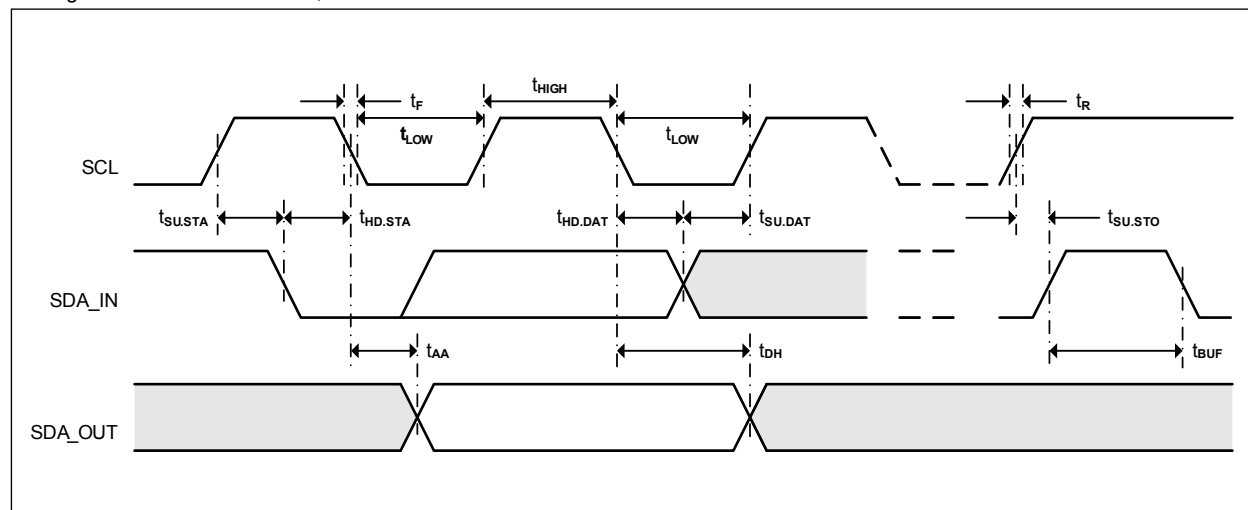 tHIGH
tF
tR
tLOW
tLOW
SCL
tSU.STA
tHD.STA
tHD.DAT
tSU.DAT
tSU.STO
SDA_IN
tAA
tDH
tBUF
SDA_OUT